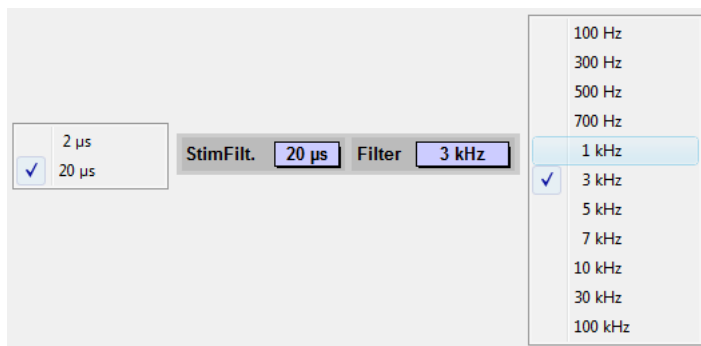 2 µs
20 µs
StimFilt. 20 µs Filter 3 kHz
100 Hz
300 Hz
500 Hz
700 Hz
1 kHz
3 kHz
5 kHz
7 kHz
10 kHz
30 kHz
100 kHz